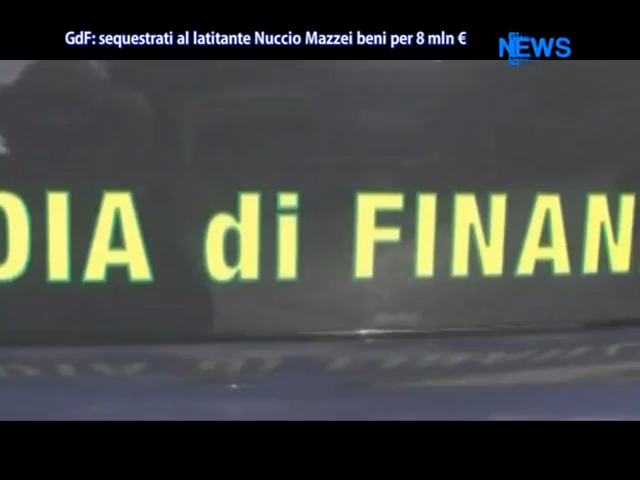 GdF: sequestrati al latitante Nuccio Mazzei beni per 8 mln €
NEWS
DIA di FINAN